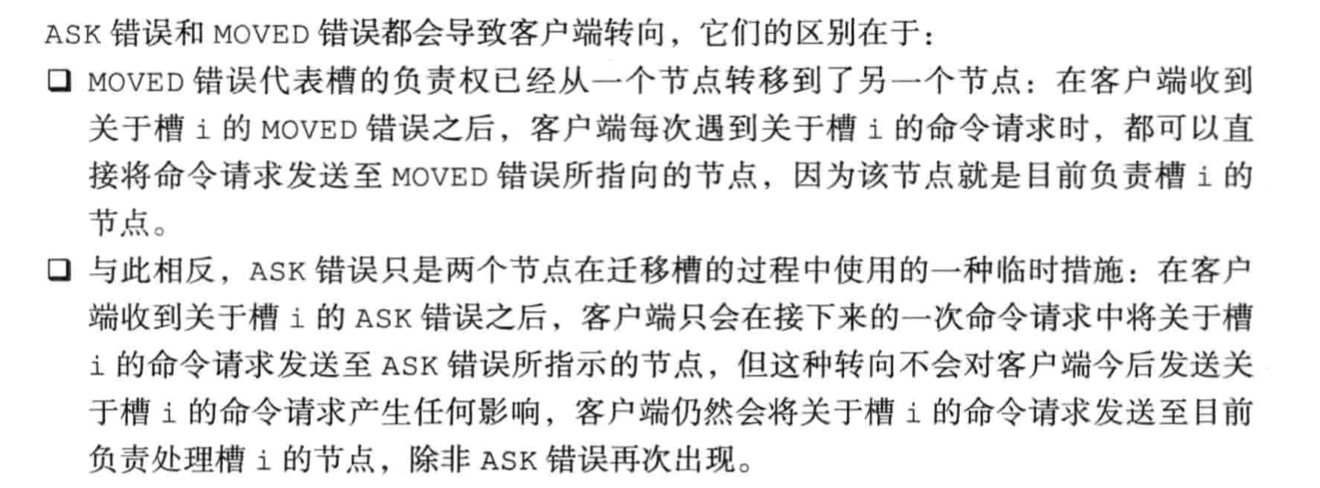 ASK 错误和 MOVED 错误都会导致客户端转向，它们的区别在于：
❏ MOVED 错误代表槽的负责权已经从一个节点转移到了另一个节点：在客户端收到
关于槽 i 的 MOVED 错误之后，客户端每次遇到关于槽 i 的命令请求时，都可以直
接将命令请求发送至 MOVED 错误所指向的节点，因为该节点就是目前负责槽 i 的
节点。
❏ 与此相反，ASK 错误只是两个节点在迁移槽的过程中使用的一种临时措施：在客户
端收到关于槽 i 的 ASK 错误之后，客户端只会在接下来的一次命令请求中将关于槽
i 的命令请求发送至 ASK 错误所指示的节点，但这种转向不会对客户端今后发送关
于槽 i 的命令请求产生任何影响，客户端仍然会将关于槽 i 的命令请求发送至目前
负责处理槽 i 的节点，除非 ASK 错误再次出现。